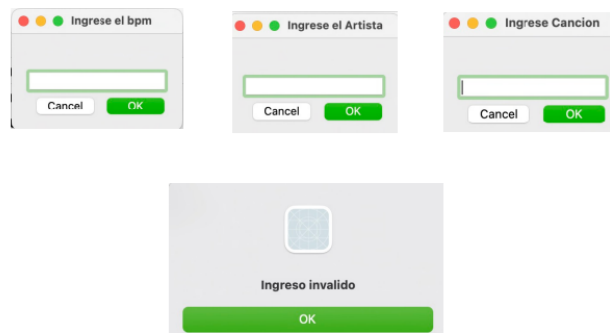 Ingrese el bpm
Cancel OK
Ingrese el Artista
Cancel OK
Ingrese Cancion
Cancel OK
Ingreso invalido
OK